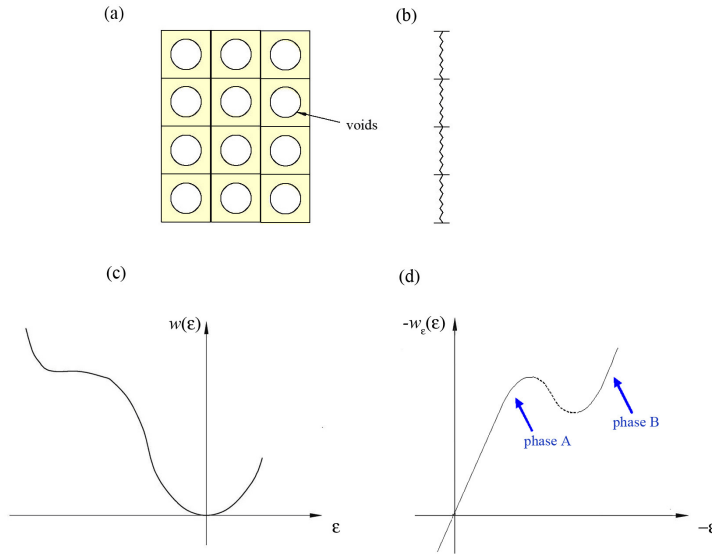 (a)
(b)
voids
(c)
(d)
w(ε)
-wε(ε)
phase A
phase B
ε
−ε